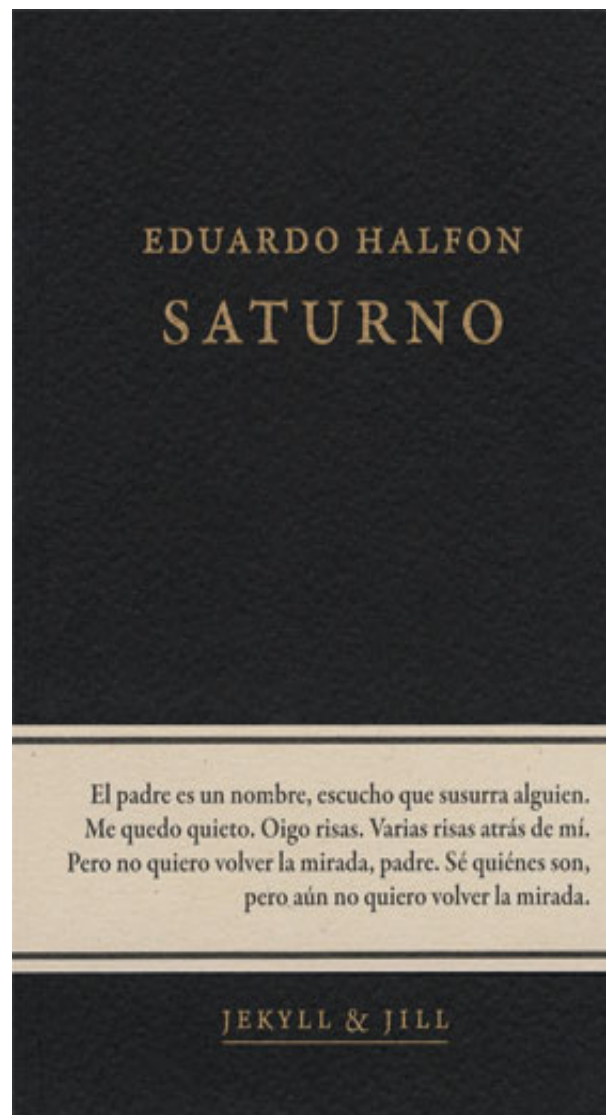 EDUARDO HALFON
SATURNO
El padre es un nombre, escucho que susurra alguien.
Me quedo quieto. Oigo risas. Varias risas atrás de mí.
Pero no quiero volver la mirada, padre. Sé quiénes son,
pero aún no quiero volver la mirada.
JEKYLL & JILL